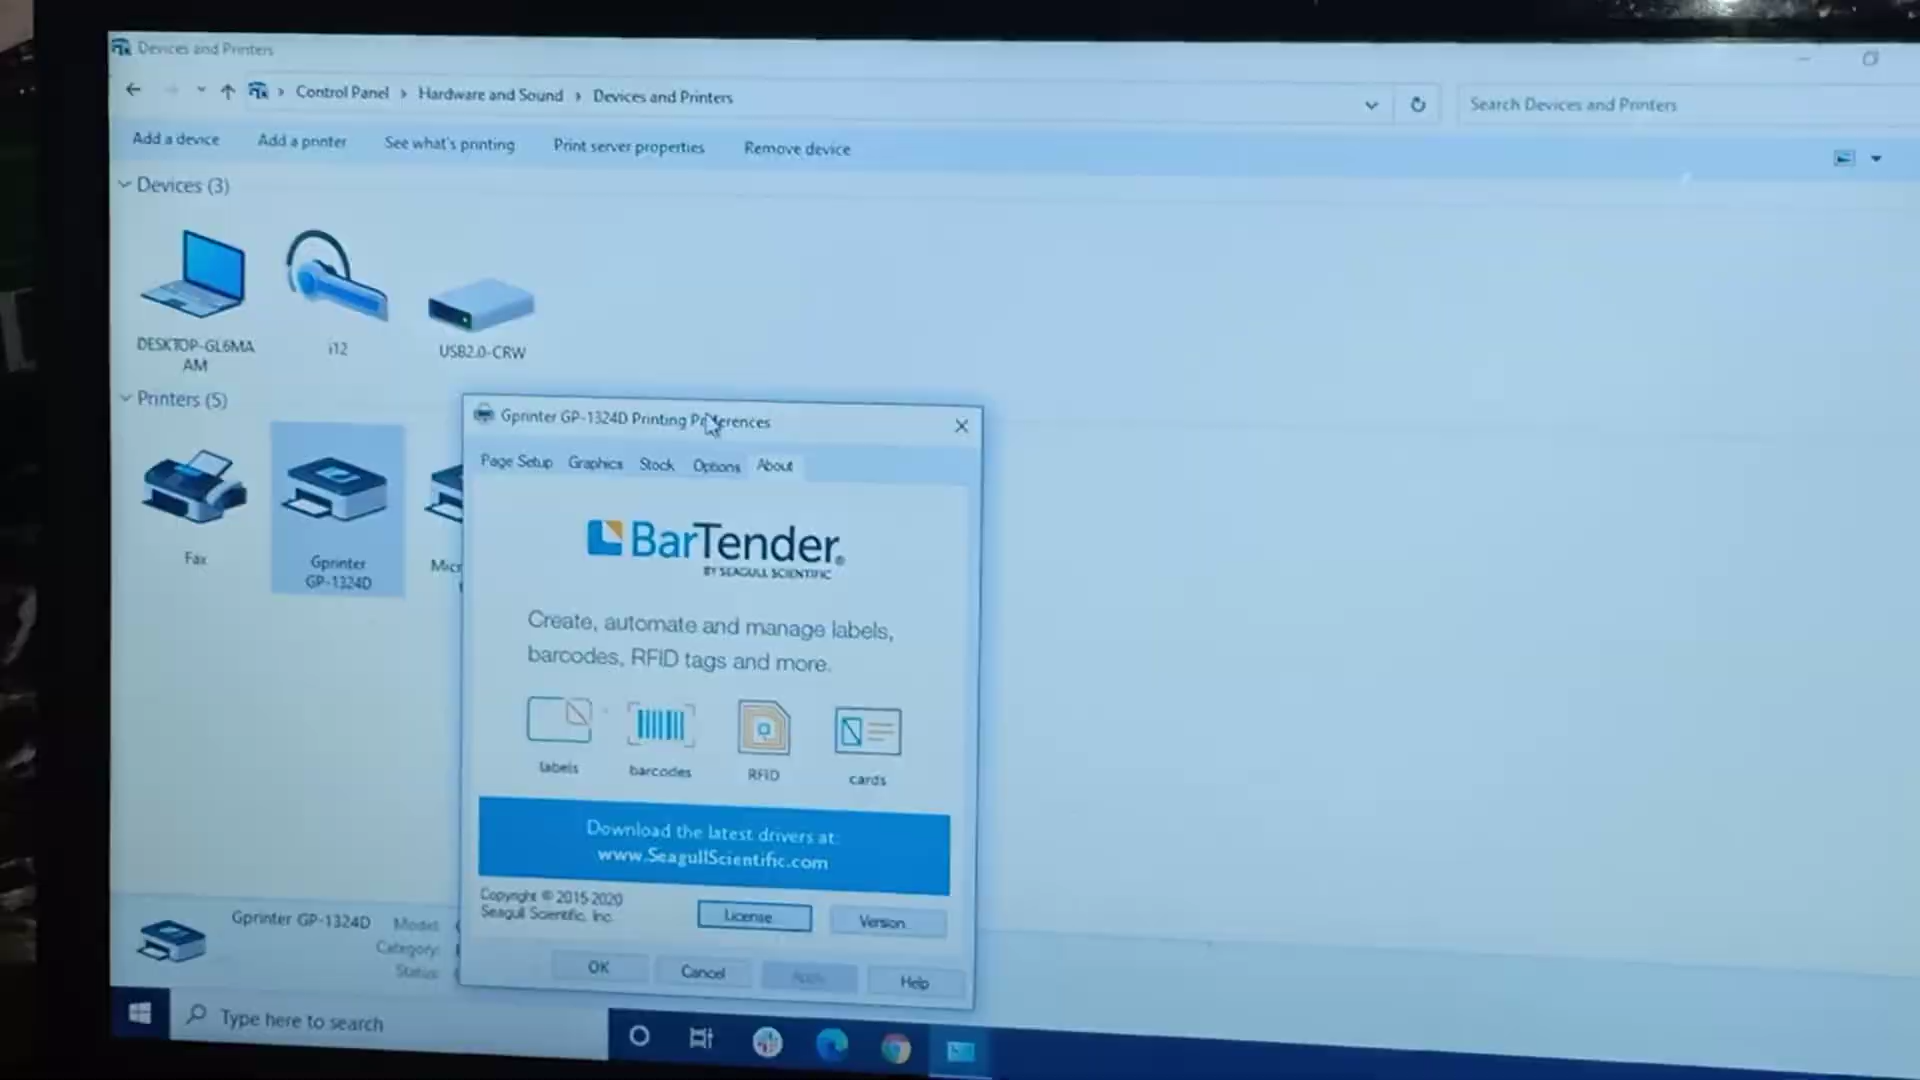 Devices and Printers
Control Panel > Hardware and Sound > Devices and Printers
Search Devices and Printers
Add a device
Add a printer
See what's printing
Print server properties
Remove device
Devices (3)
DESKTOP-GL6MA
AM
i12
USB2.0-CRW
Printers (5)
Fax
Gprinter
GP-1324D
Micr
Gprinter GP-1324D Printing Preferences
Page Setup
Graphics
Stock
Options
About
BarTender®
BY SEAGULL SCIENTIFIC
Create, automate and manage labels,
barcodes, RFID tags and more.
labels
barcodes
RFID
cards
Download the latest drivers at:
www.SeagullScientific.com
Copyright © 2015-2020
Seagull Scientific, Inc.
License...
Version...
OK
Cancel
Apply
Help
Gprinter GP-1324D
Model:
Category:
Status:
Type here to search